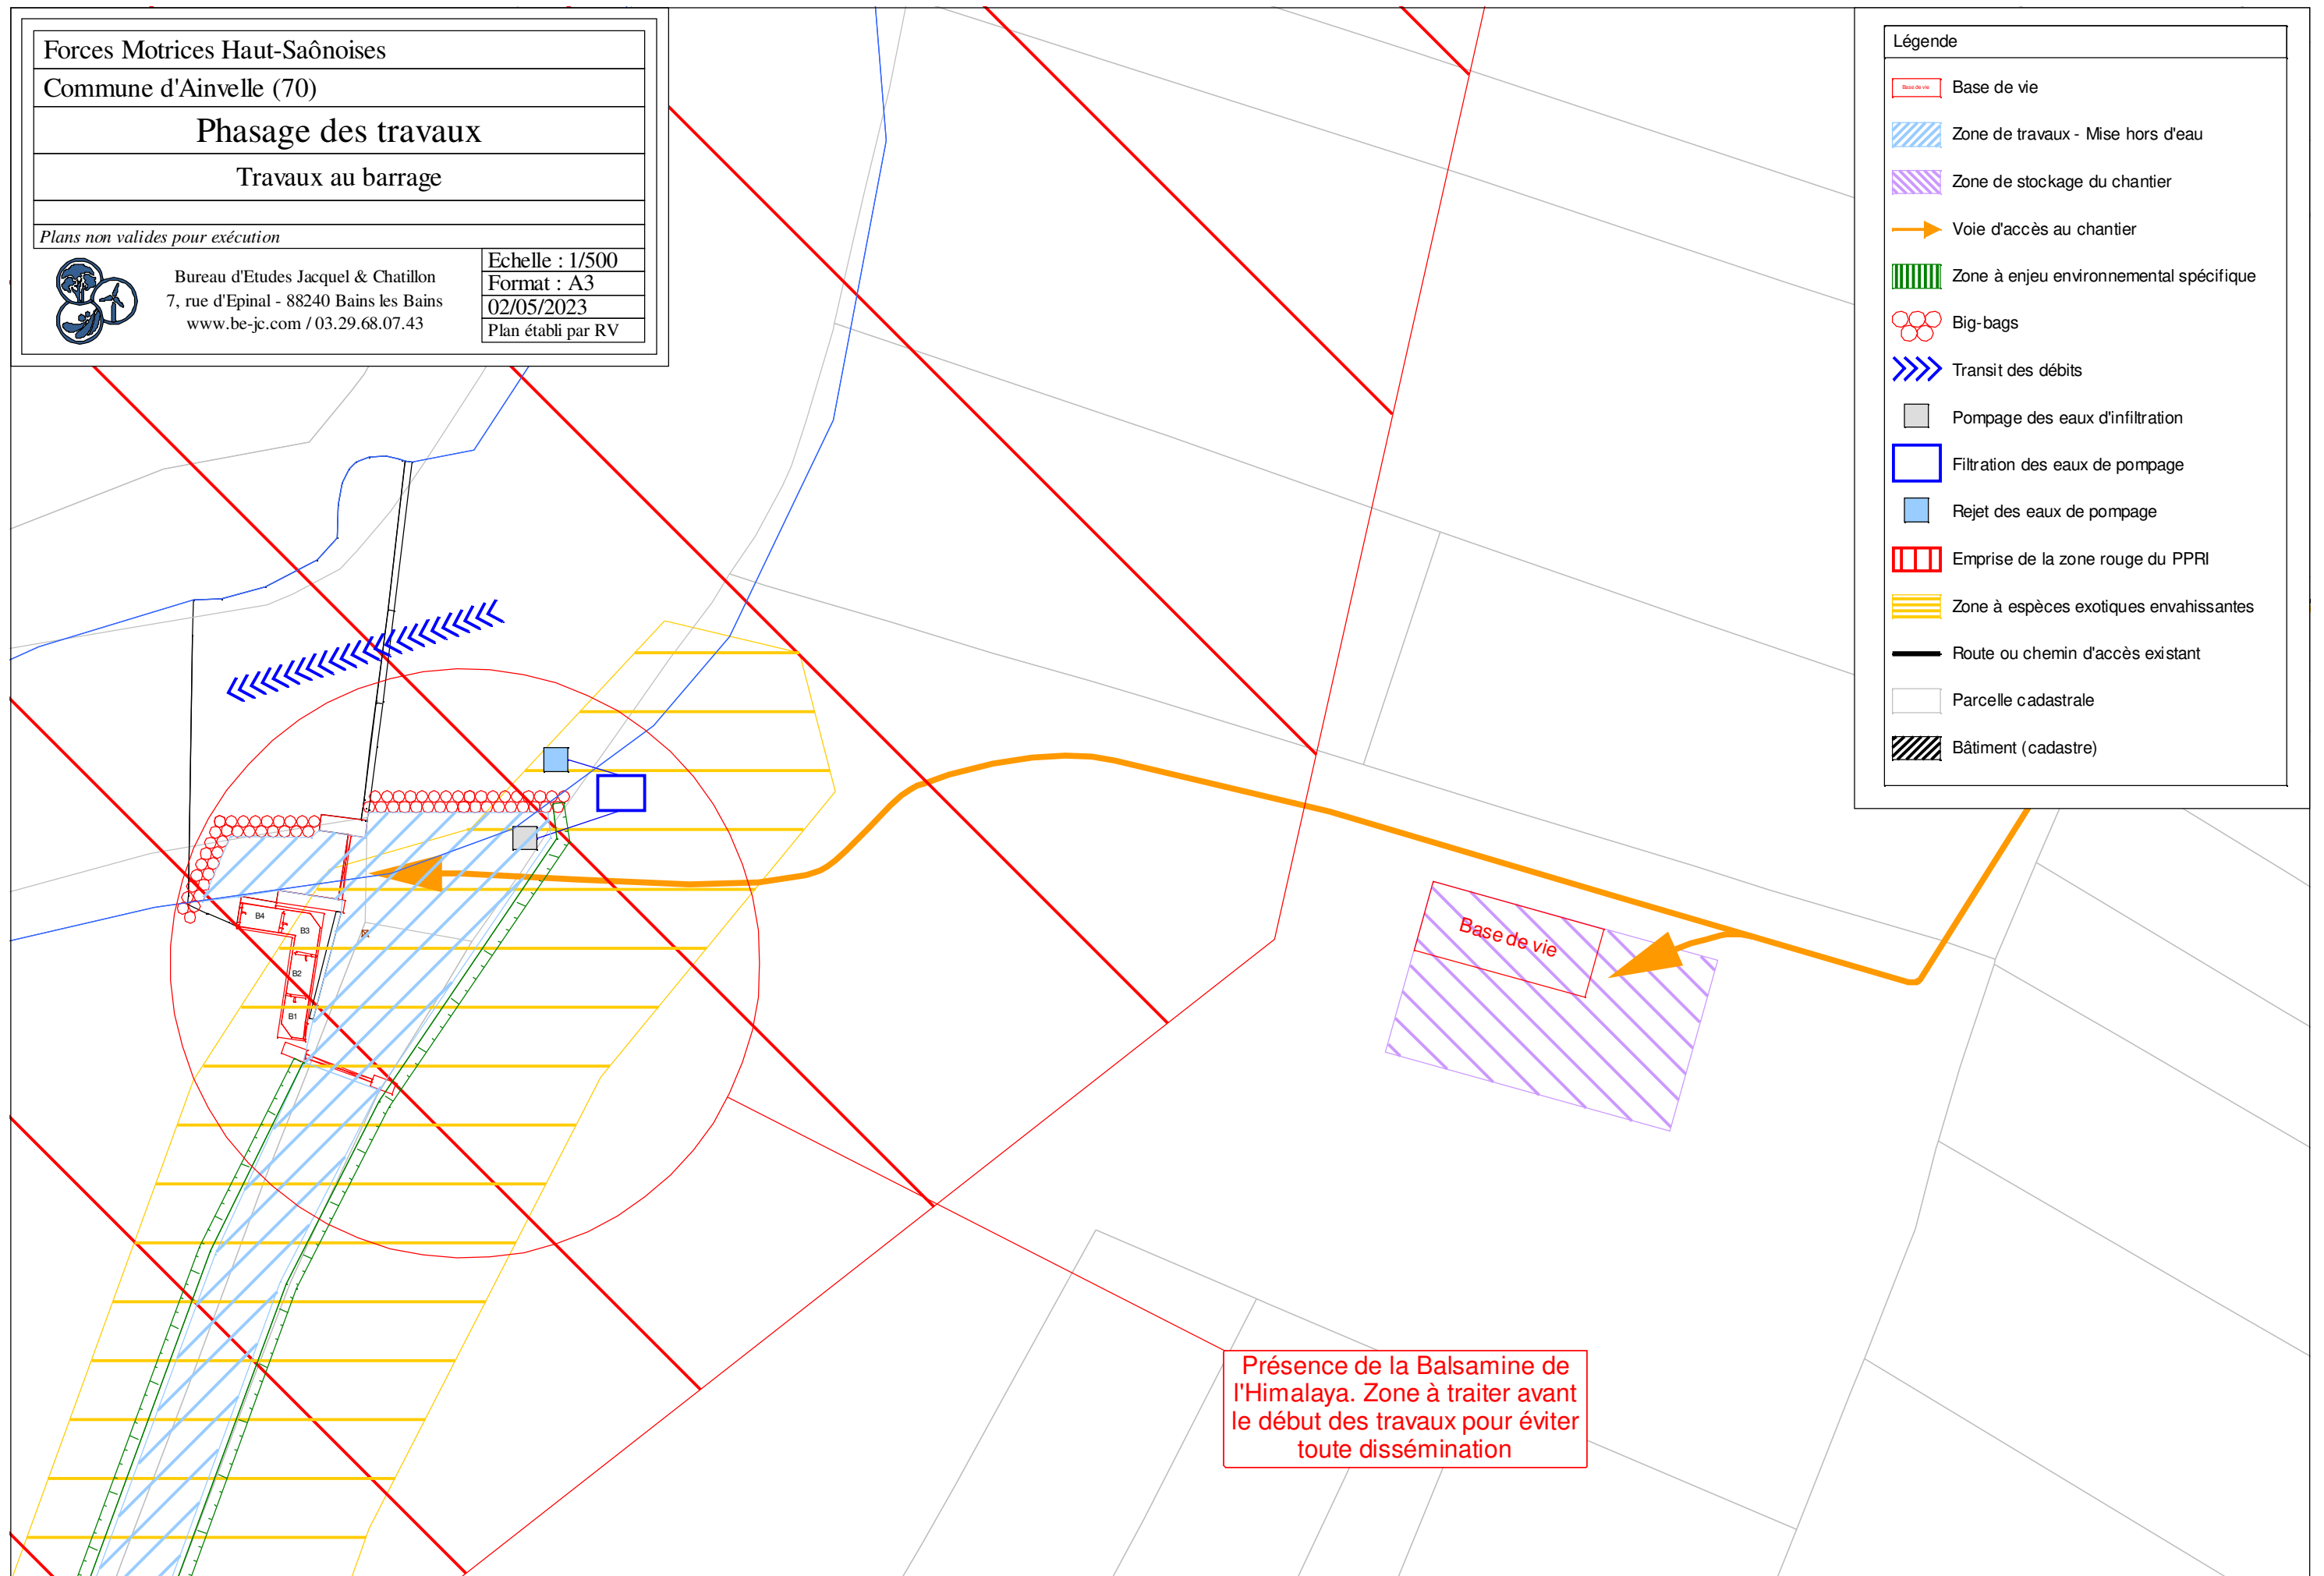 Forces Motrices Haut-Saônoises
Commune d'Ainvelle (70)
Phasage des travaux
Travaux au barrage
Plans non valides pour exécution
Bureau d'Etudes Jacquel & Chatillon
7, rue d'Epinal - 88240 Bains les Bains
www.be-jc.com / 03.29.68.07.43
Echelle : 1/500
Format : A3
02/05/2023
Plan établi par RV
Légende
Base de vie
Base de vie
Zone de travaux - Mise hors d'eau
Zone de stockage du chantier
Voie d'accès au chantier
Zone à enjeu environnemental spécifique
Big-bags
Transit des débits
Pompage des eaux d'infiltration
Filtration des eaux de pompage
Rejet des eaux de pompage
Emprise de la zone rouge du PPRI
Zone à espèces exotiques envahissantes
Route ou chemin d'accès existant
Parcelle cadastrale
Bâtiment (cadastre)
B4
B3
B2
B1
Base de vie
Présence de la Balsamine de
l'Himalaya. Zone à traiter avant
le début des travaux pour éviter
toute dissémination